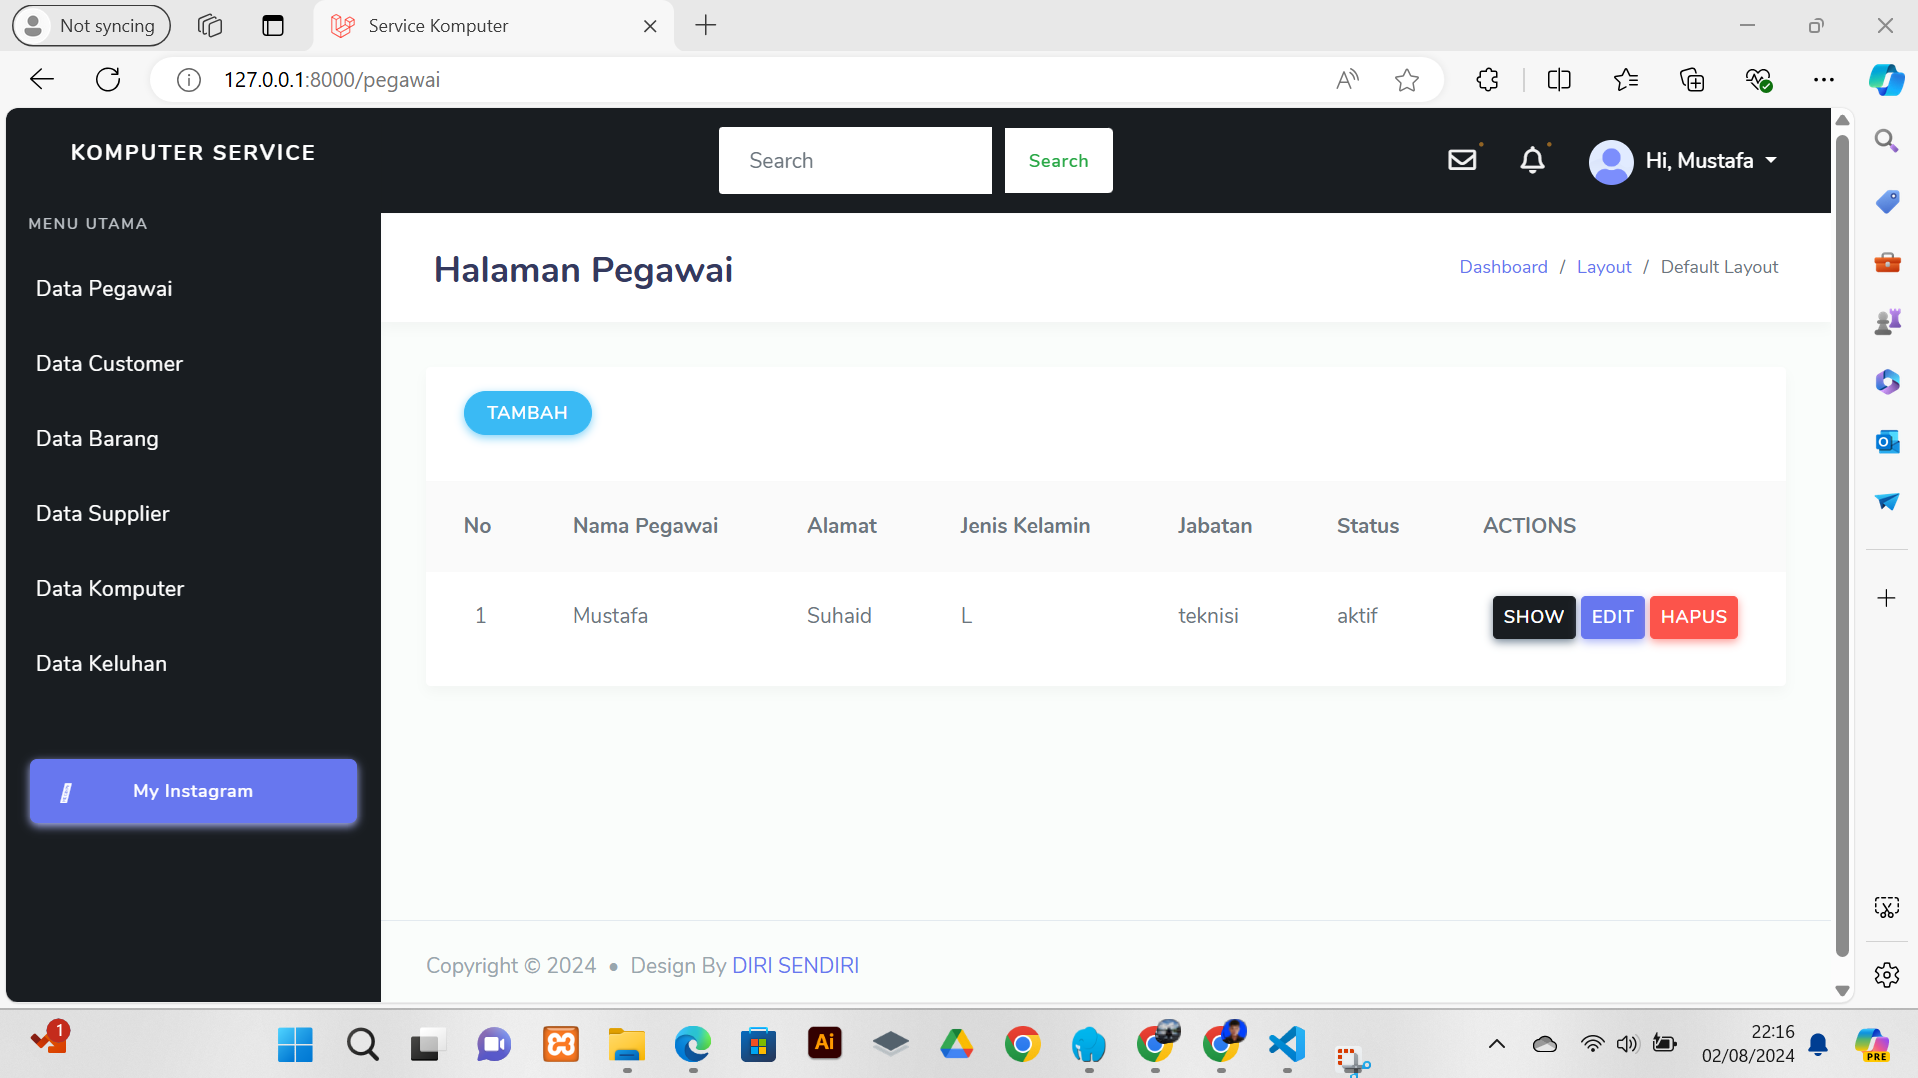 Not syncing
Service Komputer
127.0.0.1:8000/pegawai
KOMPUTER SERVICE
Search
Search
Hi, Mustafa
MENU UTAMA
Data Pegawai
Data Customer
Data Barang
Data Supplier
Data Komputer
Data Keluhan
My Instagram
Halaman Pegawai
Dashboard / Layout / Default Layout
TAMBAH
No Nama Pegawai Alamat Jenis Kelamin Jabatan Status ACTIONS
1 Mustafa Suhaid L teknisi aktif SHOW EDIT HAPUS
Copyright © 2024 • Design By DIRI SENDIRI
1
Ai
22:16
02/08/2024
PRE